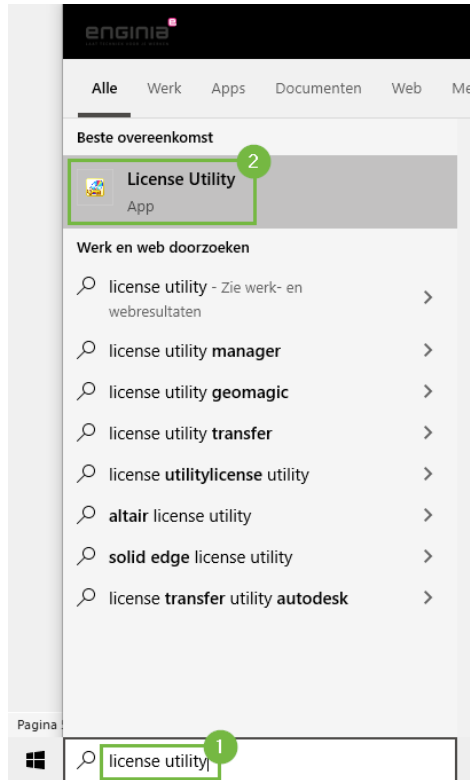 enginia
e
Alle Werk Apps Documenten Web Me
Beste overeenkomst
2
License Utility
App
Werk en web doorzoeken
license utility - Zie werk- en
webresultaten
license utility manager
license utility geomagic
license utility transfer
license utilitylicense utility
altair license utility
solid edge license utility
license transfer utility autodesk
Pagina
1
license utility